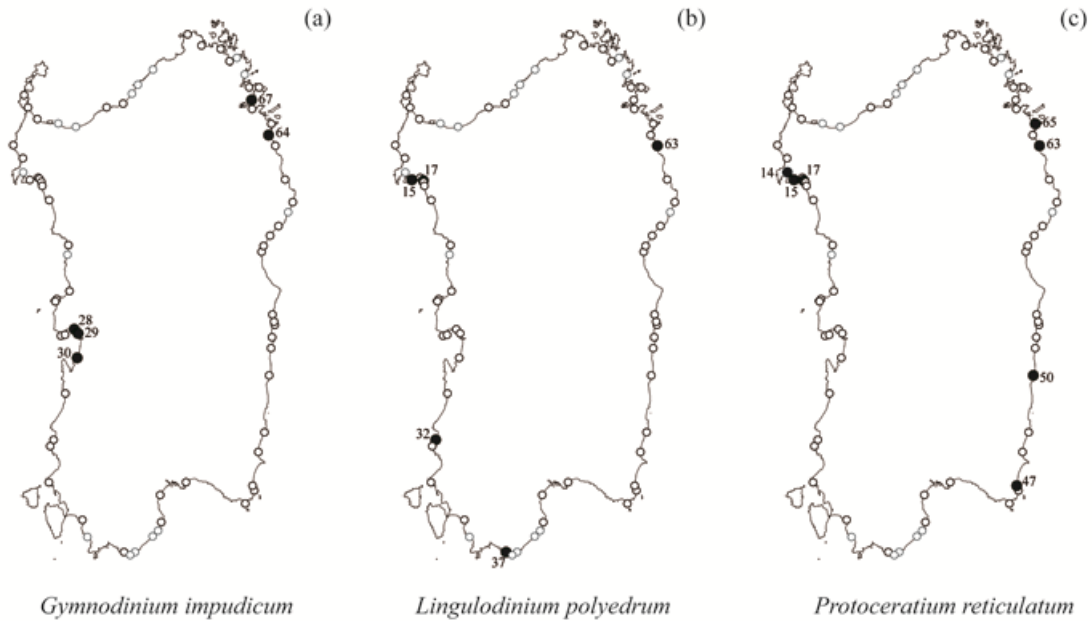 (a)
(b)
(c)
67
64
28
29
30
63
17
15
32
37
65
63
14
17
15
50
47
Gymnodinium impudicum
Lingulodinium polyedrum
Protoceratium reticulatum